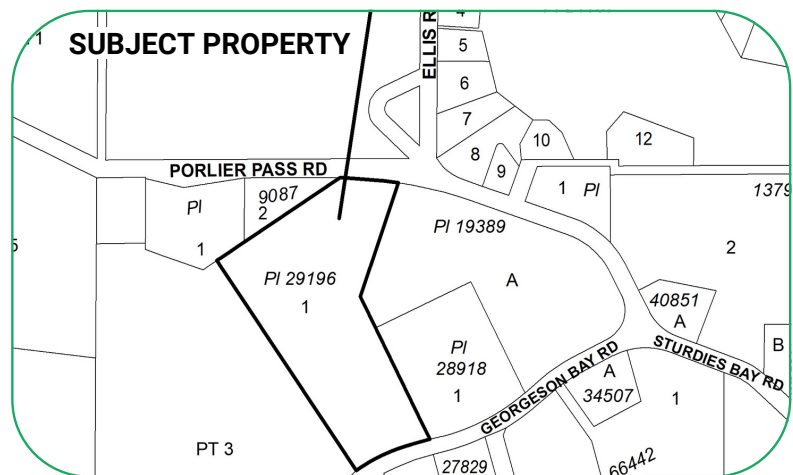 SUBJECT PROPERTY
ELLIS R
4
5
6
7
8
9
10
12
PORLIER PASS RD
Pl
1
9087
2
1 Pl
1379
5
Pl 19389
A
2
Pl 29196
1
40851
A
Pl
28918
1
GEORGESON BAY RD
STURDIES BAY RD
B
A
34507
1
PT 3
27829
66442